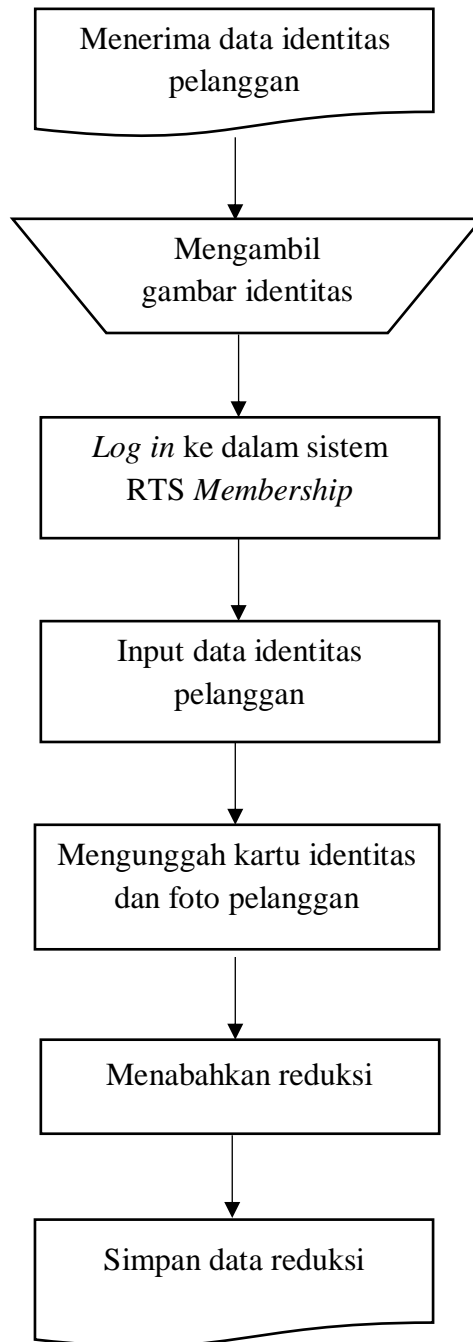 Menerima data identitas
pelanggan
Mengambil
gambar identitas
Log in ke dalam sistem
RTS Membership
Input data identitas
pelanggan
Mengunggah kartu identitas
dan foto pelanggan
Menabahkan reduksi
Simpan data reduksi